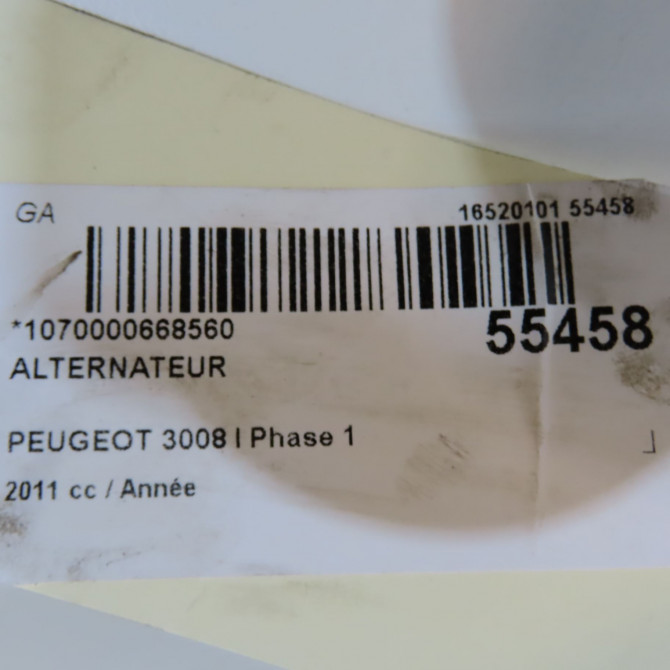 GA
16520101 55458
*1070000668560
55458
ALTERNATEUR
PEUGEOT 3008 I Phase 1
2011 cc / Année